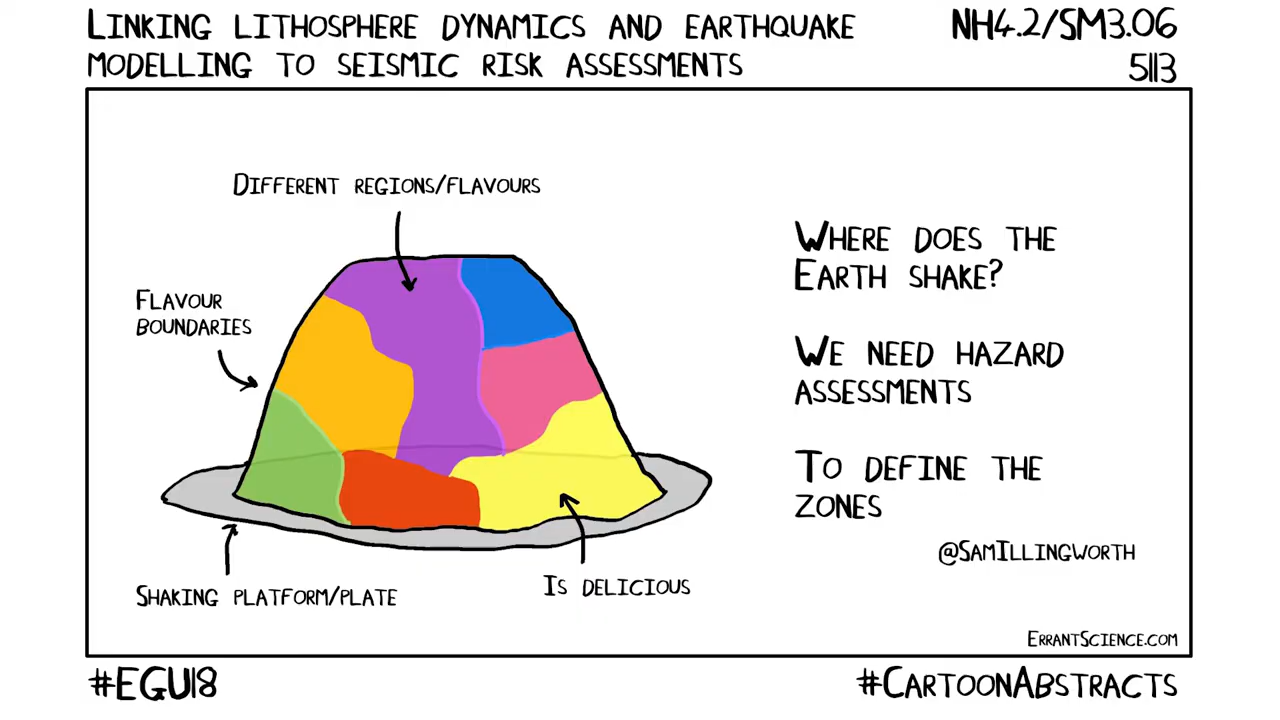 Linking lithosphere dynamics and earthquake
modelling to seismic risk assessments
NH4.2/SM3.06
5113
Different regions/flavours
Flavour
boundaries
Shaking platform/plate
Is delicious
Where does the
Earth shake?
We need hazard
assessments
To define the
zones
@SamIllingworth
ErrantScience.com
#EGU18
#CartoonAbstracts